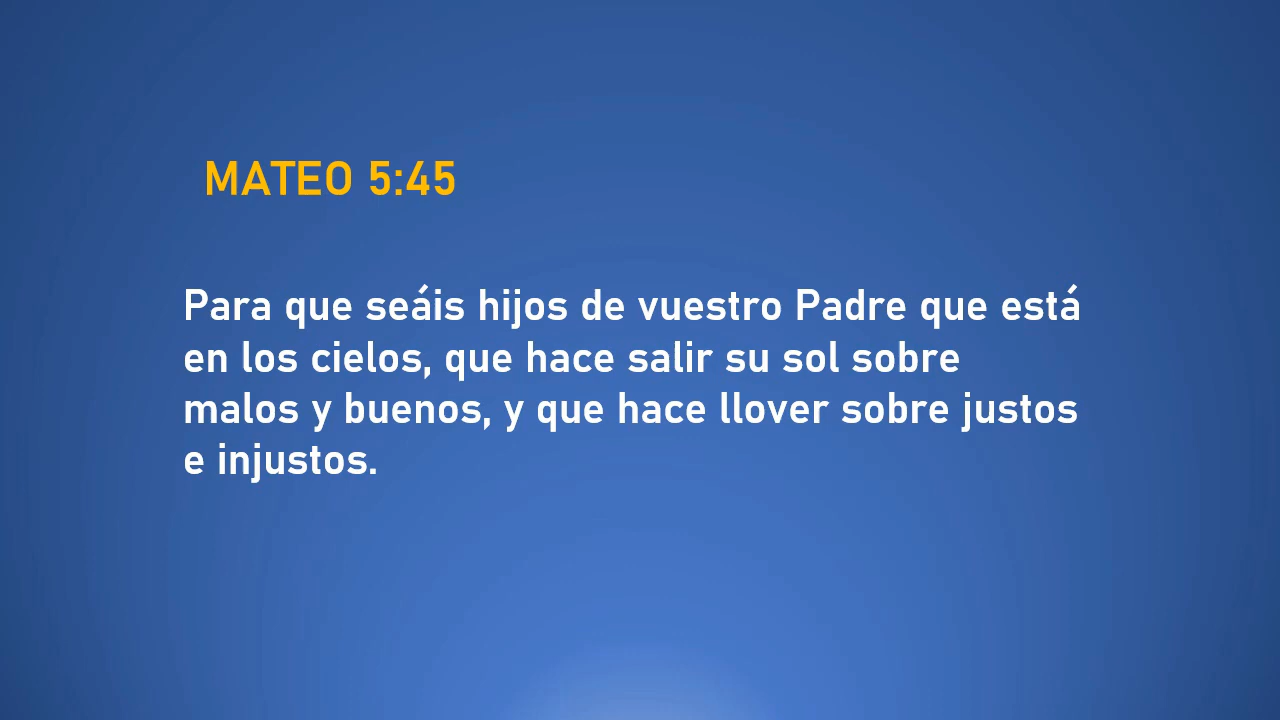 MATEO 5:45
Para que seáis hijos de vuestro Padre que está
en los cielos, que hace salir su sol sobre
malos y buenos, y que hace llover sobre justos
e injustos.